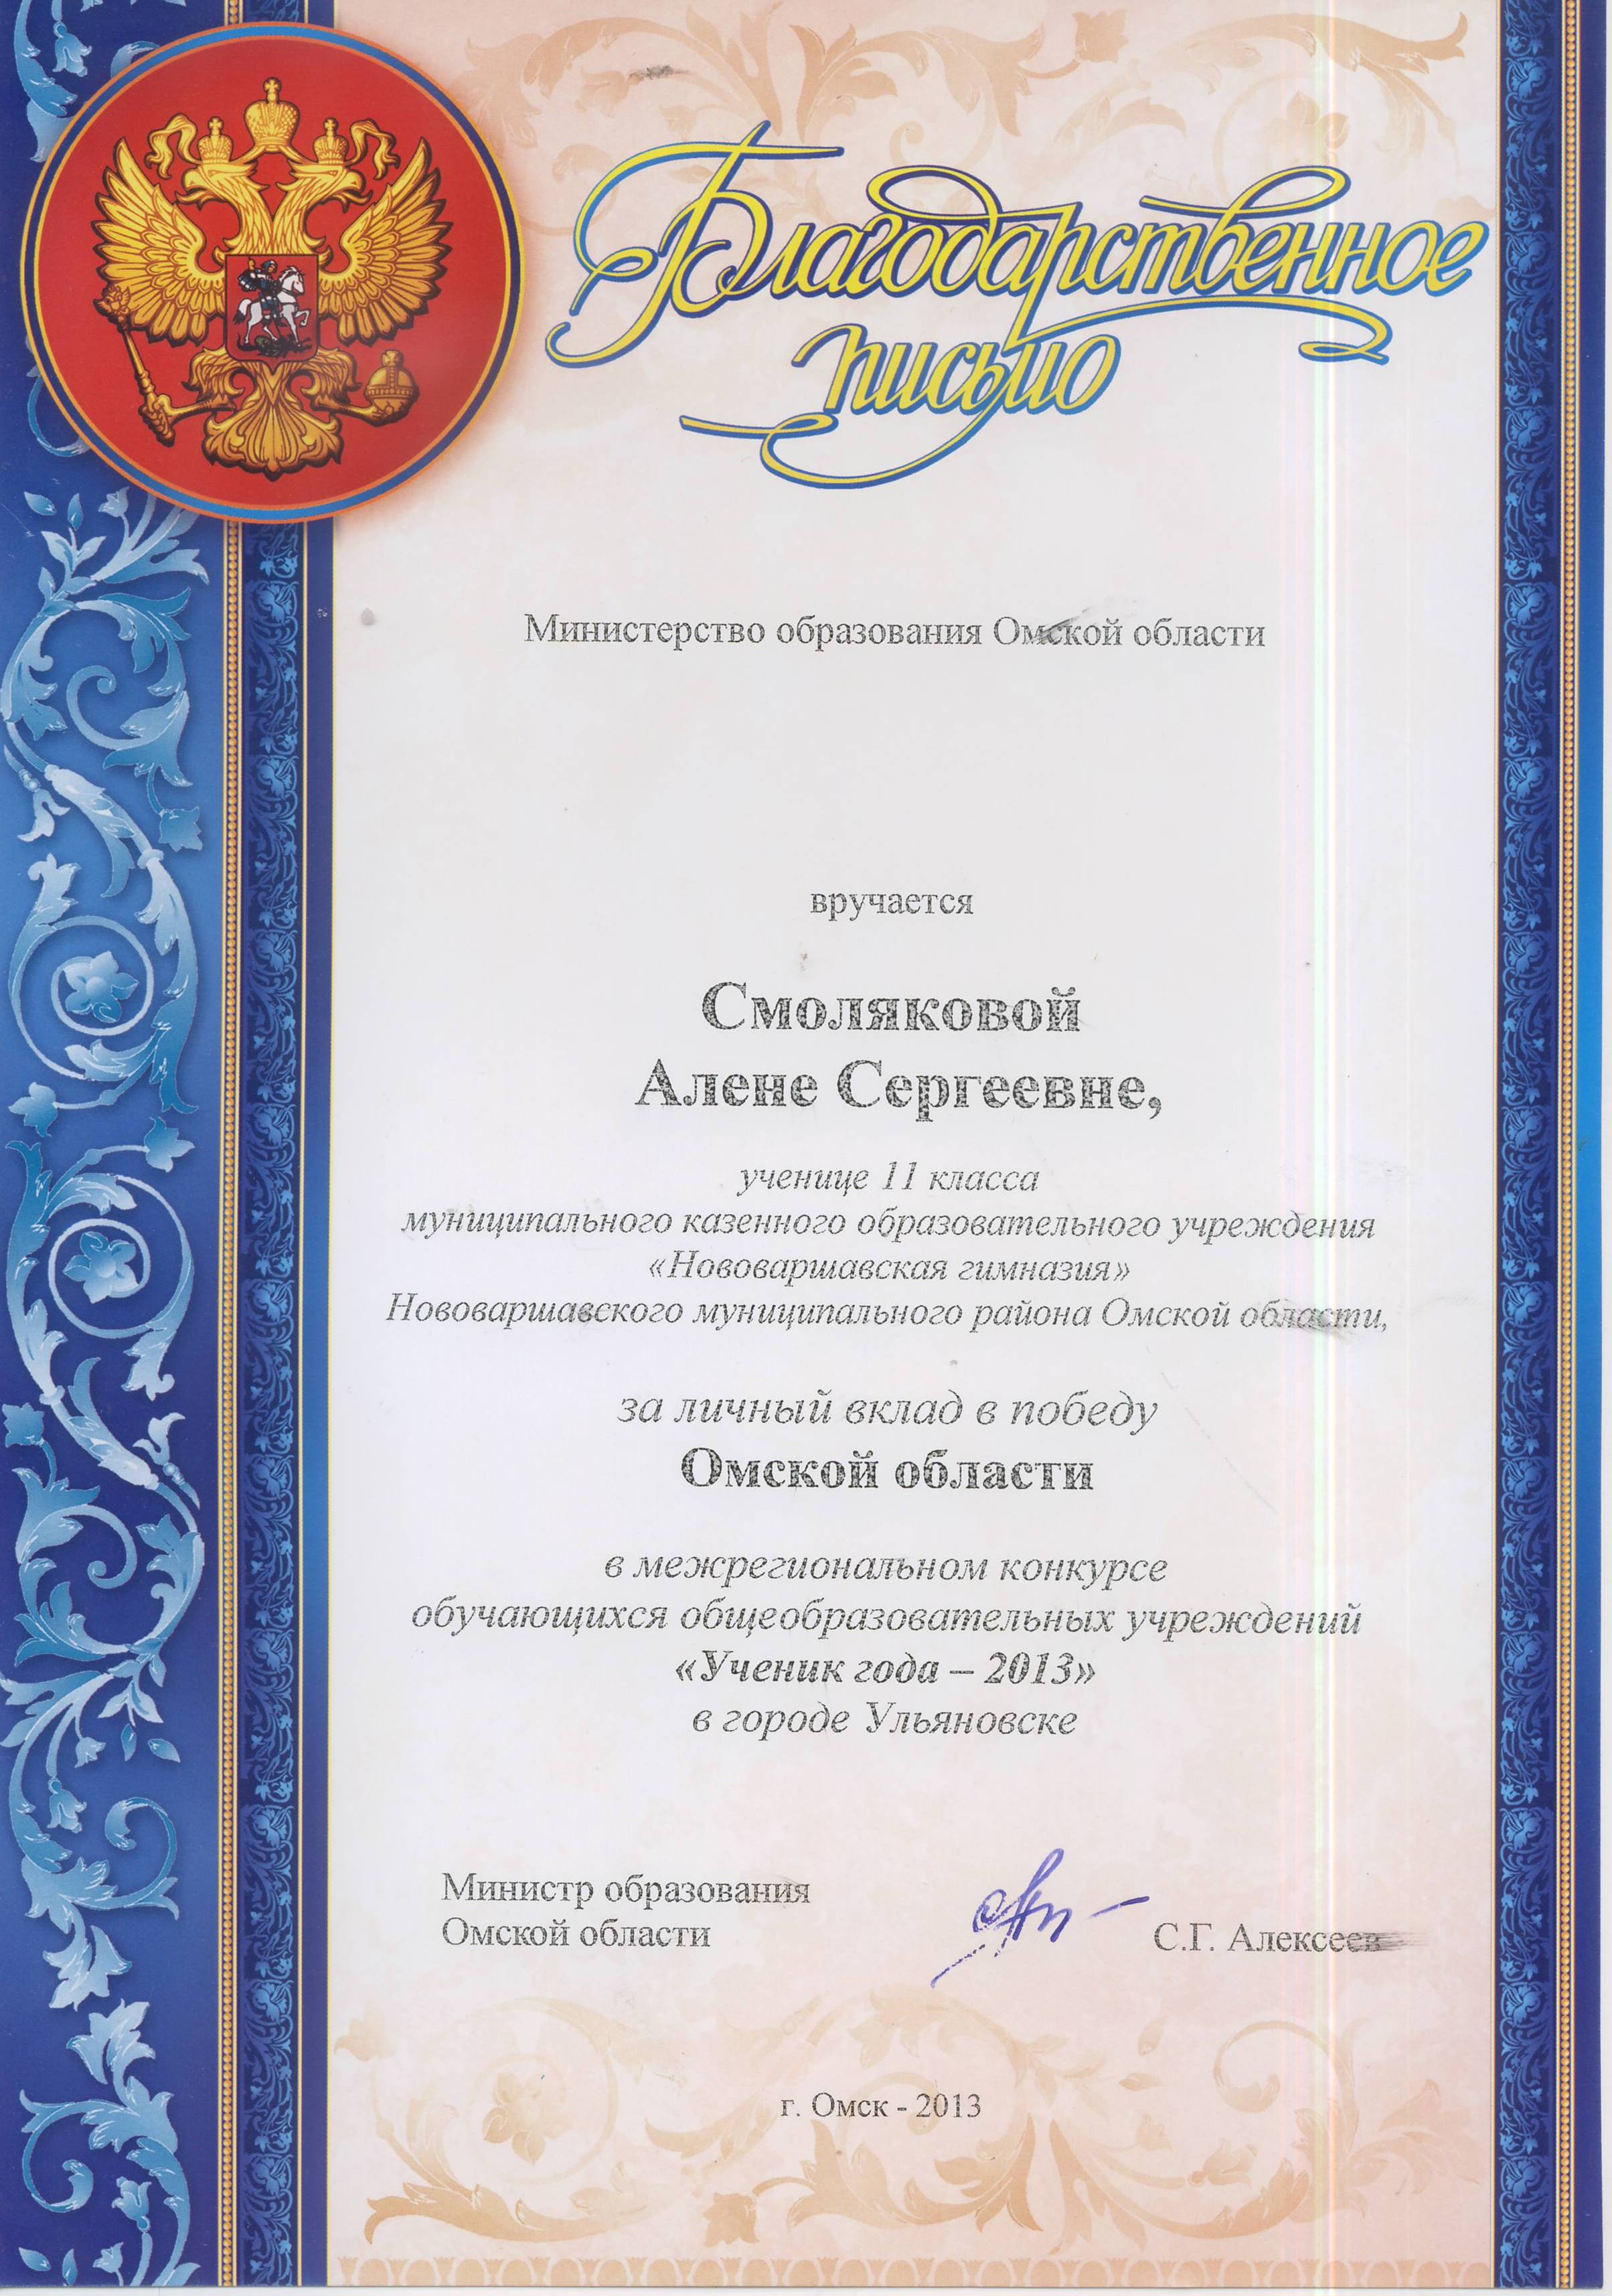 Благодарственное
письмо
Министерство образования Омской области
вручается
Смоляковой
Алене Сергеевне,
ученице 11 класса
муниципального казенного образовательного учреждения
«Нововаршавская гимназия»
Нововаршавского муниципального района Омской области,
за личный вклад в победу
Омской области
в межрегиональном конкурсе
обучающихся общеобразовательных учреждений
«Ученик года – 2013»
в городе Ульяновске
Министр образования
Омской области
С.Г. Алексеев
г. Омск - 2013